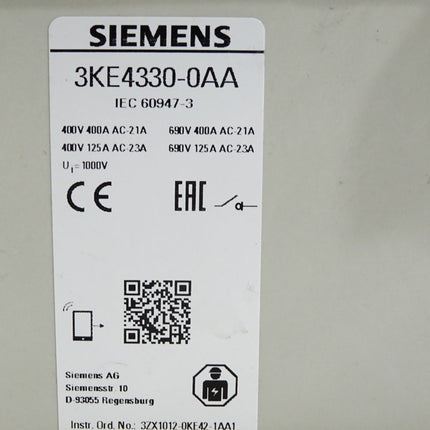 SIEMENS
3KE4330-0AA
IEC 60947-3
400V 400A AC-21A 690V 400A AC-21A
400V 125A AC-23A 690V 125A AC-23A
Ui= 1000V
CE EAC
Siemens AG
Siemensstr. 10
D-93055 Regensburg
Instr. Ord. No.: 3ZX1012-0KE42-1AA1